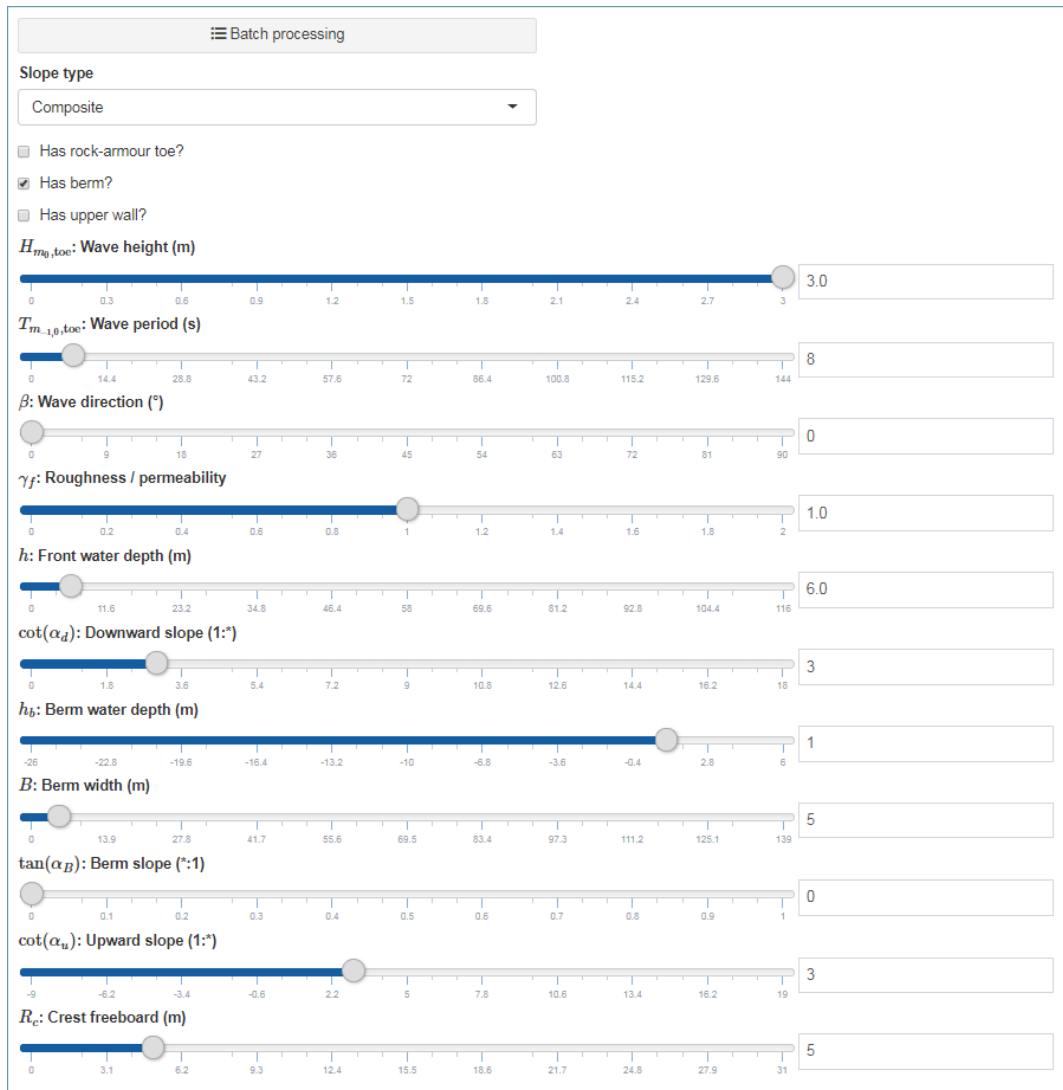 Batch processing
Slope type
Composite
Has rock-armour toe?
Has berm?
Has upper wall?
H_{m_0,toe}: Wave height (m)
3.0
0 0.3 0.6 0.9 1.2 1.5 1.8 2.1 2.4 2.7 3
T_{m_{-1,0},toe}: Wave period (s)
8
0 14.4 28.8 43.2 57.6 72 86.4 100.8 115.2 129.6 144
β: Wave direction (°)
0
0 9 18 27 36 45 54 63 72 81 90
γ_f: Roughness / permeability
1.0
0 0.2 0.4 0.6 0.8 1 1.2 1.4 1.6 1.8 2
h: Front water depth (m)
6.0
0 11.6 23.2 34.8 46.4 58 69.6 81.2 92.8 104.4 116
cot(α_d): Downward slope (1:*)
3
0 1.8 3.6 5.4 7.2 9 10.8 12.6 14.4 16.2 18
h_b: Berm water depth (m)
1
-26 -22.8 -19.6 -16.4 -13.2 -10 -6.8 -3.6 -0.4 2.8 6
B: Berm width (m)
5
0 13.9 27.8 41.7 55.6 69.5 83.4 97.3 111.2 125.1 139
tan(α_B): Berm slope (*:1)
0
0 0.1 0.2 0.3 0.4 0.5 0.6 0.7 0.8 0.9 1
cot(α_u): Upward slope (1:*)
3
-9 -6.2 -3.4 -0.6 2.2 5 7.8 10.6 13.4 16.2 19
R_c: Crest freeboard (m)
5
0 3.1 6.2 9.3 12.4 15.5 18.6 21.7 24.8 27.9 31